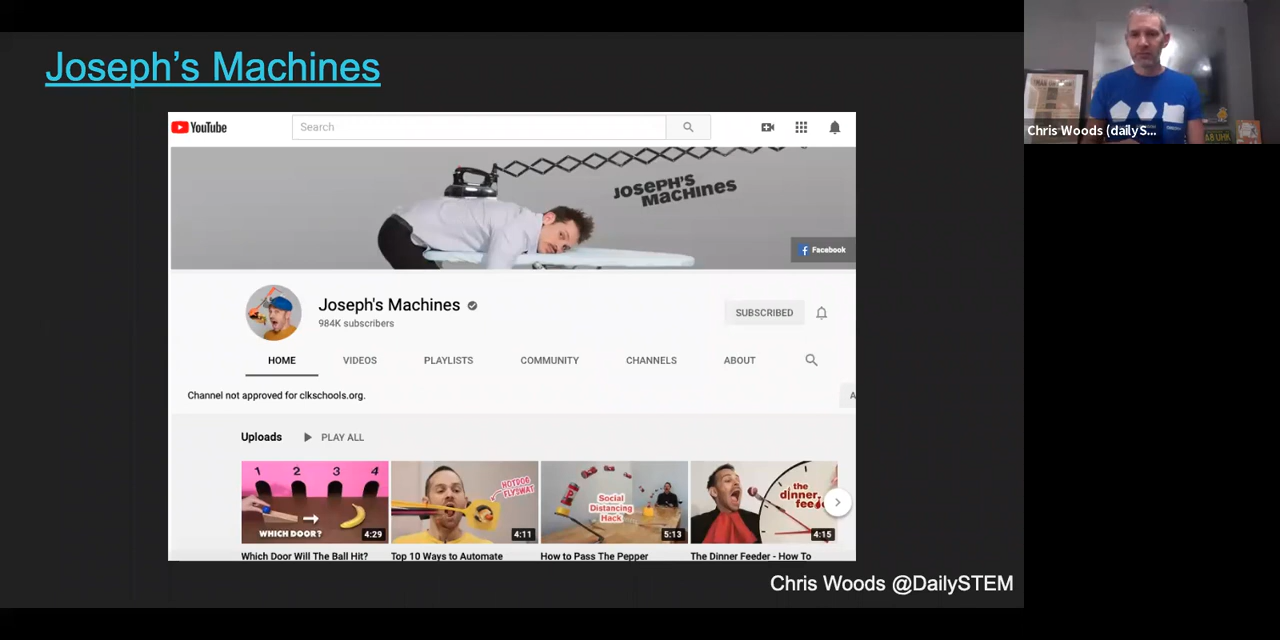 Joseph's Machines
YouTube
Search
JOSEPH'S
MACHINES
Facebook
Joseph's Machines
984K subscribers
SUBSCRIBED
HOME VIDEOS PLAYLISTS COMMUNITY CHANNELS ABOUT
Channel not approved for clkschools.org.
A
Uploads PLAY ALL
1 2 3 4
WHICH DOOR?
4:29
HOTDOG
FLYSWAT
4:11
Social
Distancing
Hack
5:13
the
dinner
4:15
Which Door Will The Ball Hit? Top 10 Ways to Automate How to Pass The Pepper The Dinner Feeder - How To
Chris Woods @DailySTEM
Chris Woods (dailyS...